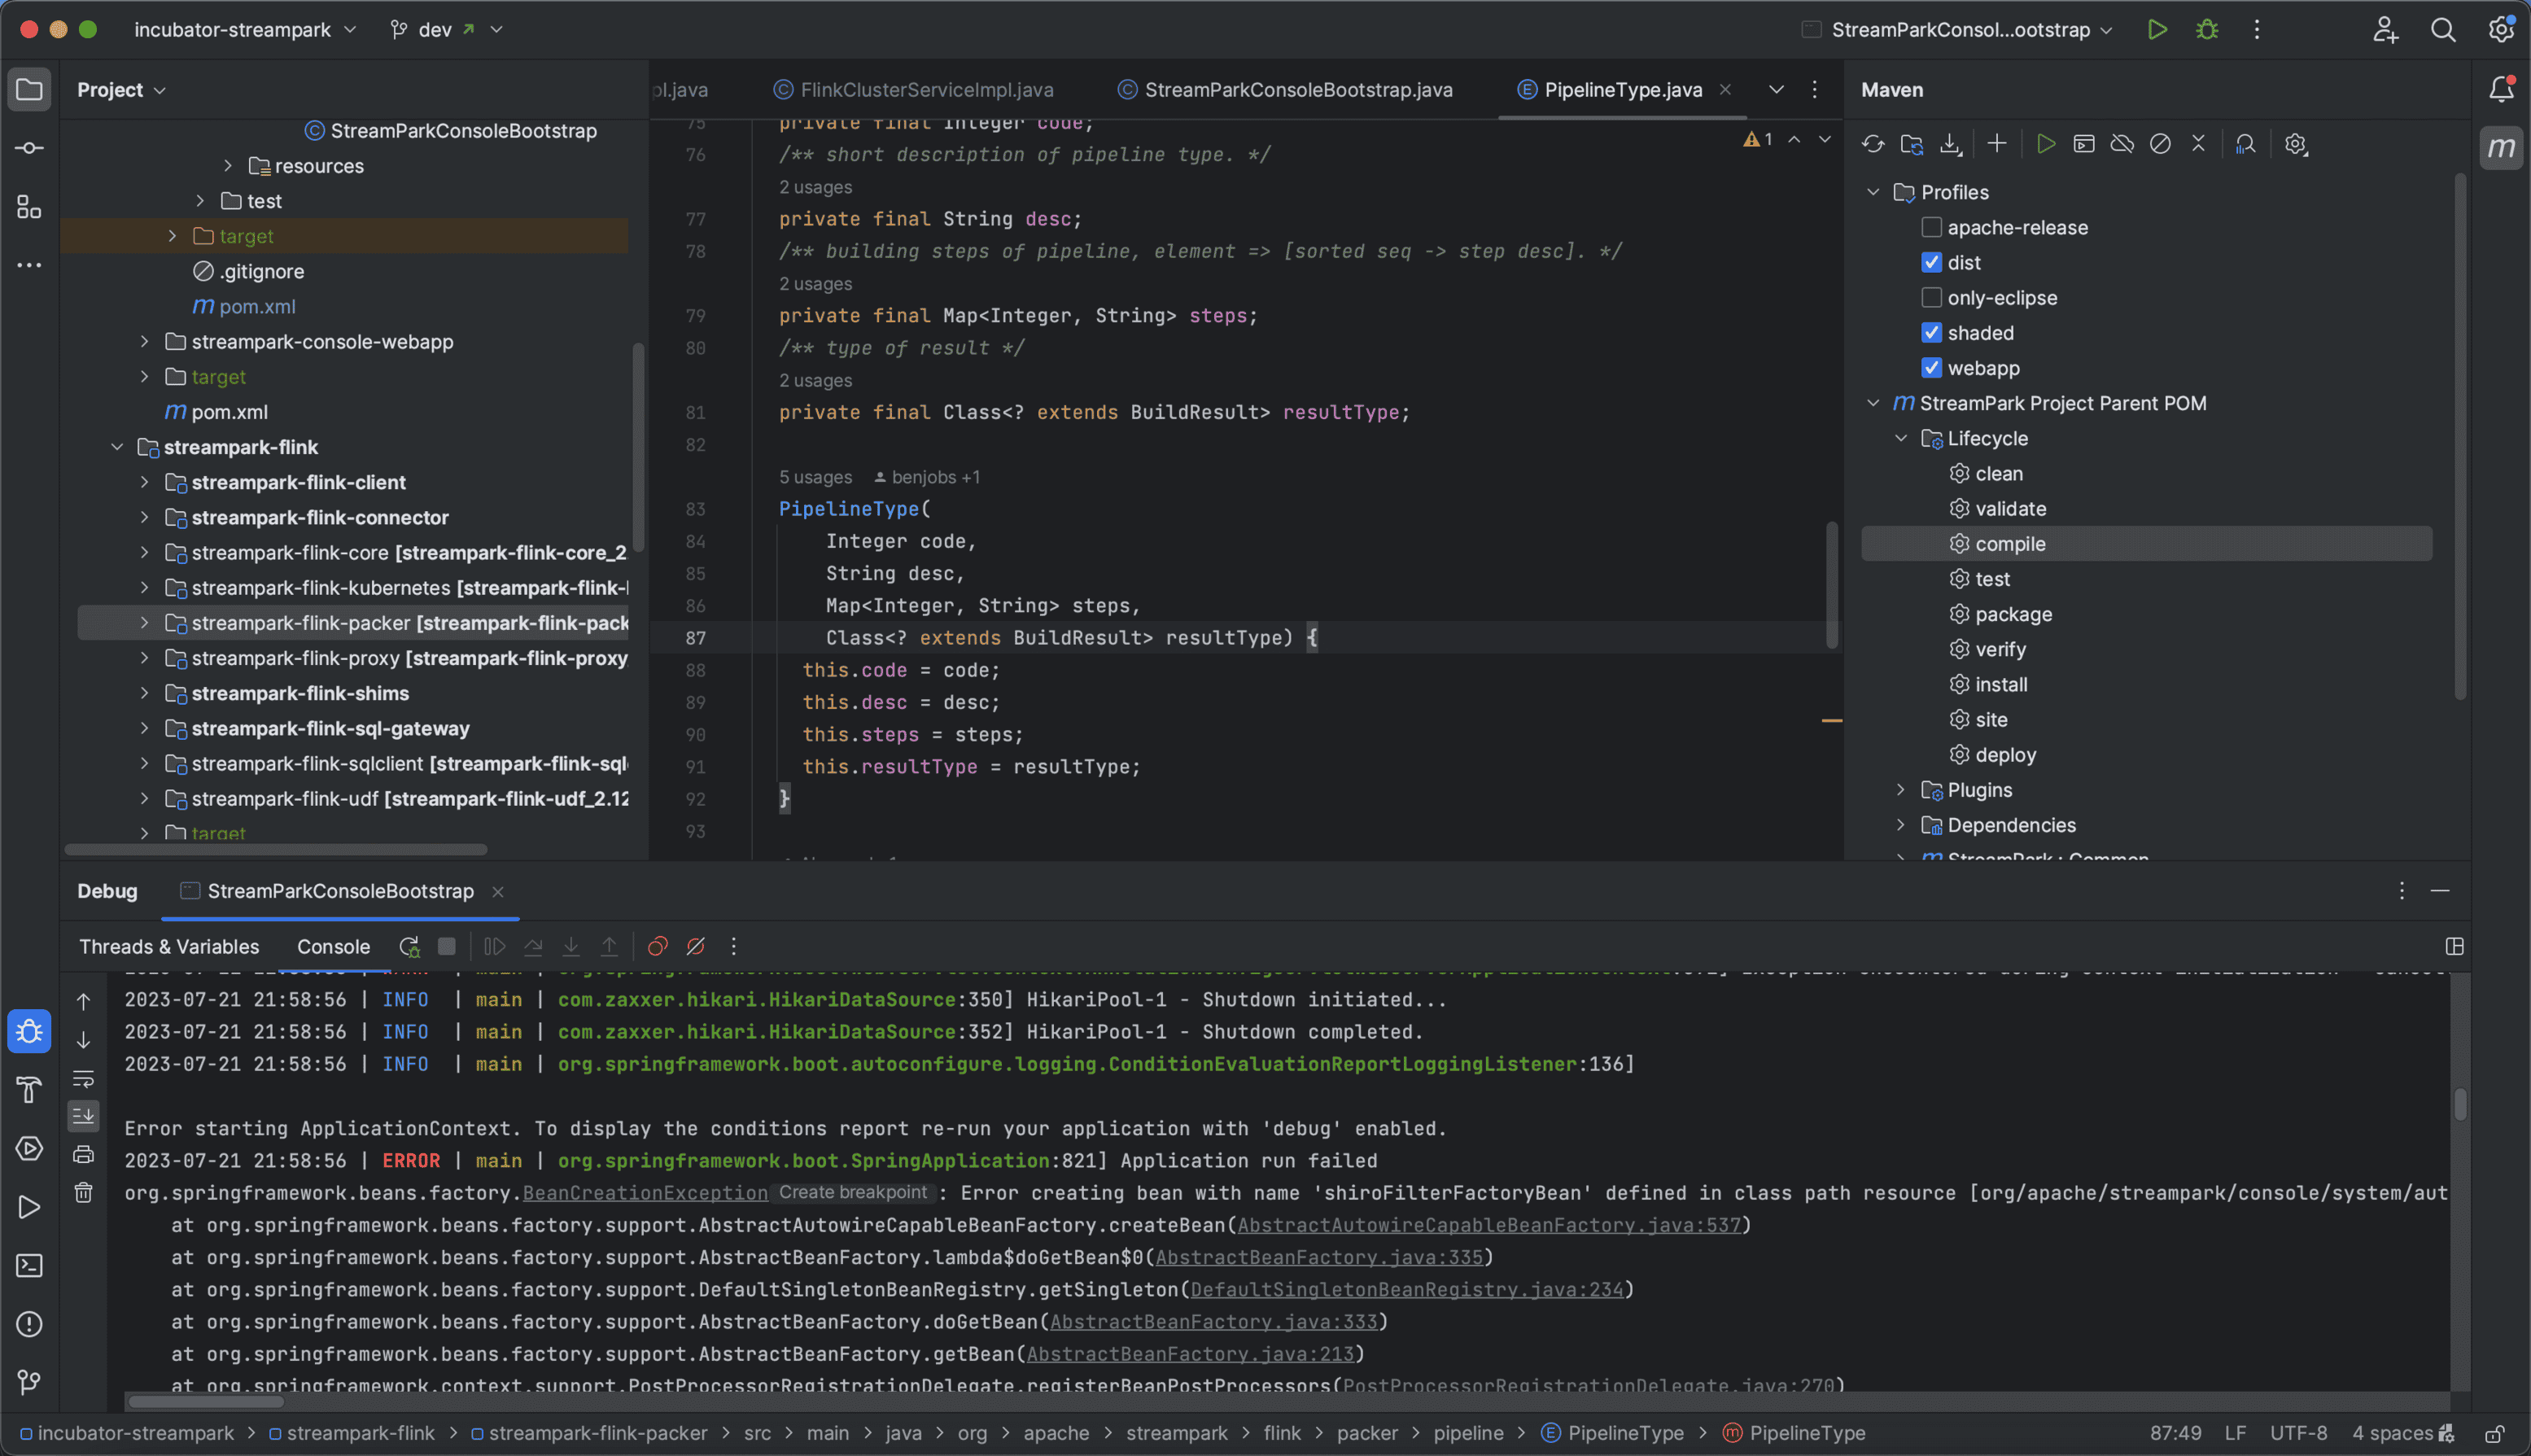 incubator-streampark
dev
StreamParkConsol...ootstrap
Project
StreamParkConsoleBootstrap
resources
test
target
.gitignore
pom.xml
streampark-console-webapp
target
pom.xml
streampark-flink
streampark-flink-client
streampark-flink-connector
streampark-flink-core [streampark-flink-core_2
streampark-flink-kubernetes [streampark-flink-
streampark-flink-packer [streampark-flink-pack
streampark-flink-proxy [streampark-flink-proxy
streampark-flink-shims
streampark-flink-sql-gateway
streampark-flink-sqlclient [streampark-flink-sql
streampark-flink-udf [streampark-flink-udf_2.12
target
pl.java
FlinkClusterServiceImpl.java
StreamParkConsoleBootstrap.java
PipelineType.java
1
75 private final Integer code;
76 /** short description of pipeline type. */
2 usages
77 private final String desc;
78 /** building steps of pipeline, element => [sorted seq -> step desc]. */
2 usages
79 private final Map<Integer, String> steps;
80 /** type of result */
2 usages
81 private final Class<? extends BuildResult> resultType;
82
5 usages benjobs +1
83 PipelineType(
84 Integer code,
85 String desc,
86 Map<Integer, String> steps,
87 Class<? extends BuildResult> resultType) {
88 this.code = code;
89 this.desc = desc;
90 this.steps = steps;
91 this.resultType = resultType;
92 }
93
Maven
m
Profiles
apache-release
dist
only-eclipse
shaded
webapp
StreamPark Project Parent POM
Lifecycle
clean
validate
compile
test
package
verify
install
site
deploy
Plugins
Dependencies
StreamPark : Common
Debug
StreamParkConsoleBootstrap
Threads & Variables
Console
2023-07-21 21:58:56 | INFO | main | com.zaxxer.hikari.HikariDataSource:350] HikariPool-1 - Shutdown initiated...
2023-07-21 21:58:56 | INFO | main | com.zaxxer.hikari.HikariDataSource:352] HikariPool-1 - Shutdown completed.
2023-07-21 21:58:56 | INFO | main | org.springframework.boot.autoconfigure.logging.ConditionEvaluationReportLoggingListener:136]
Error starting ApplicationContext. To display the conditions report re-run your application with 'debug' enabled.
2023-07-21 21:58:56 | ERROR | main | org.springframework.boot.SpringApplication:821] Application run failed
org.springframework.beans.factory.BeanCreationException Create breakpoint : Error creating bean with name 'shiroFilterFactoryBean' defined in class path resource [org/apache/streampark/console/system/aut
at org.springframework.beans.factory.support.AbstractAutowireCapableBeanFactory.createBean(AbstractAutowireCapableBeanFactory.java:537)
at org.springframework.beans.factory.support.AbstractBeanFactory.lambda$doGetBean$0(AbstractBeanFactory.java:335)
at org.springframework.beans.factory.support.DefaultSingletonBeanRegistry.getSingleton(DefaultSingletonBeanRegistry.java:234)
at org.springframework.beans.factory.support.AbstractBeanFactory.doGetBean(AbstractBeanFactory.java:333)
at org.springframework.beans.factory.support.AbstractBeanFactory.getBean(AbstractBeanFactory.java:213)
at org.springframework.context.support.PostProcessorRegistrationDelegate.registerBeanPostProcessors(PostProcessorRegistrationDelegate.java:270)
incubator-streampark > streampark-flink > streampark-flink-packer > src > main > java > org > apache > streampark > flink > packer > pipeline > PipelineType > PipelineType
87:49 LF UTF-8 4 spaces